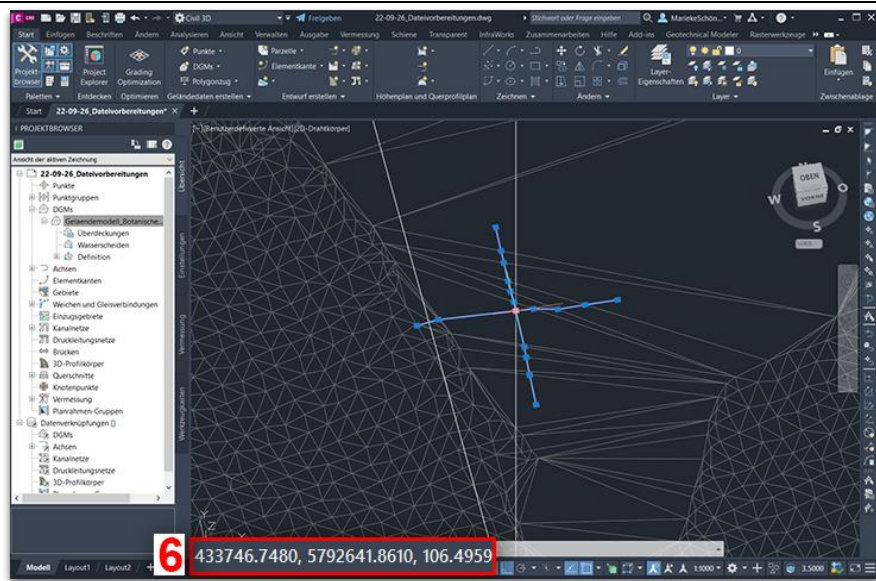 Civil 3D
Freigeben
22-09-26_Dateivorbereitungen.dwg
Stichwort oder Frage eingeben
MariekeSchön...
Start Einfügen Beschriften Ändern Analysieren Ansicht Verwalten Ausgabe Vermessung Schiene Transparent InfraWorks Zusammenarbeiten Hilfe Add-ins Geotechnical Modeler Rasterwerkzeuge
Projekt-
browser
Project
Explorer
Grading
Optimization
Punkte
DGMs
Polygonzug
Parzelle
Elementkante
Layer-
Eigenschaften
0
Einfügen
Paletten Entdecken Optimieren Geländedaten erstellen Entwurf erstellen Höhenplan und Querprofilplan Zeichnen Ändern Layer Zwischenablage
Start 22-09-26_Dateivorbereitungen* +
PROJEKTBROWSER
Ansicht der aktiven Zeichnung
22-09-26_Dateivorbereitungen
Punkte
Punktgruppen
DGMs
Gelaendemodell_Botanische...
Überdeckungen
Wasserscheiden
Definition
Achsen
Elementkanten
Gebiete
Weichen und Gleisverbindungen
Einzugsgebiete
Kanalnetze
Druckleitungsnetze
Brücken
3D-Profilkörper
Querschnitte
Knotenpunkte
Vermessung
Planrahmen-Gruppen
Datenverknüpfungen []
DGMs
Achsen
Kanalnetze
Druckleitungsnetze
3D-Profilkörper
Übersicht
Einstellungen
Vermessung
Werkzeugkasten
[–][Benutzerdefinierte Ansicht][2D-Drahtkörper]
OBEN
W
O
S
Y
Z
6
433746.7480, 5792641.8610, 106.4959
Modell Layout1 Layout2 +
1:1000
3.5000